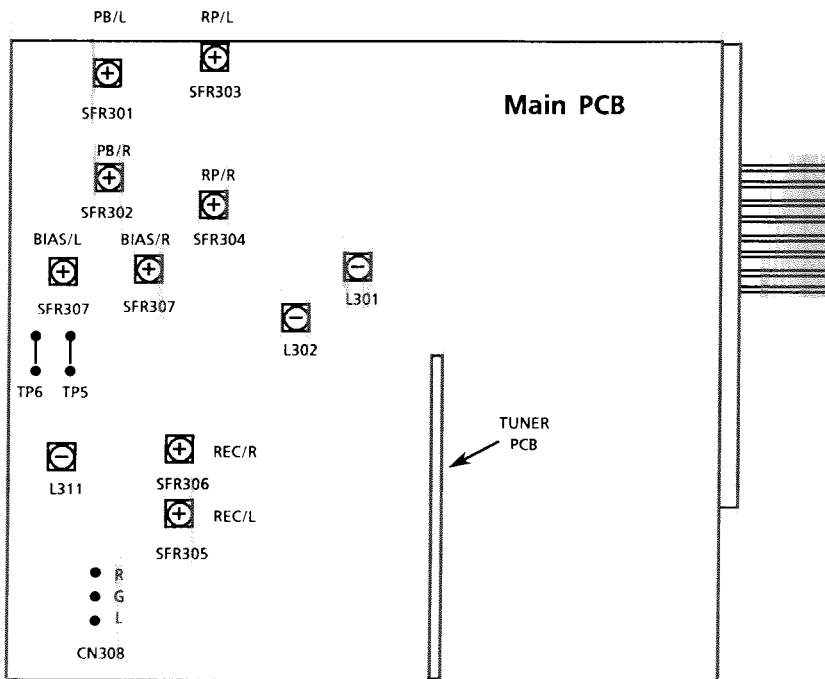 PB/L
RP/L
SFR301
SFR303
Main PCB
PB/R
RP/R
SFR302
SFR304
BIAS/L
BIAS/R
SFR307
SFR307
L301
L302
TP6
TP5
TUNER
PCB
L311
REC/R
SFR306
REC/L
SFR305
R
G
L
CN308